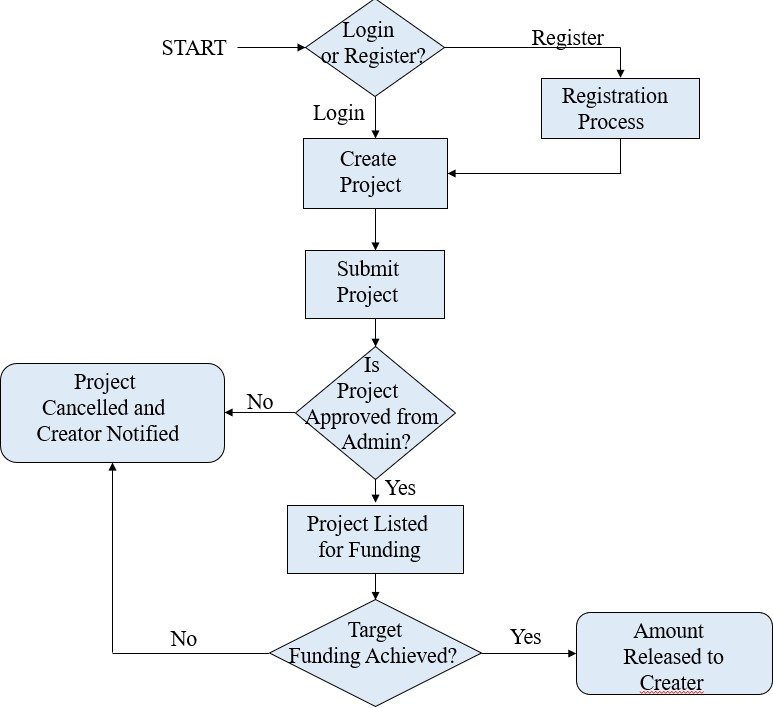 Login
or Register?
START
Register
Registration
Process
Login
Create
Project
Submit
Project
Is
Project
Approved from
Admin?
No
Project
Cancelled and
Creator Notified
Yes
Project Listed
for Funding
Target
Funding Achieved?
No
Yes
Amount
Released to
Creater